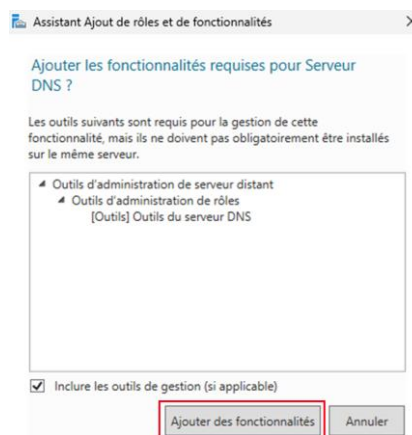 Assistant Ajout de rôles et de fonctionnalités
Ajouter les fonctionnalités requises pour Serveur
DNS ?
Les outils suivants sont requis pour la gestion de cette
fonctionnalité, mais ils ne doivent pas obligatoirement être installés
sur le même serveur.
Outils d'administration de serveur distant
Outils d'administration de rôles
[Outils] Outils du serveur DNS
Inclure les outils de gestion (si applicable)
Ajouter des fonctionnalités
Annuler